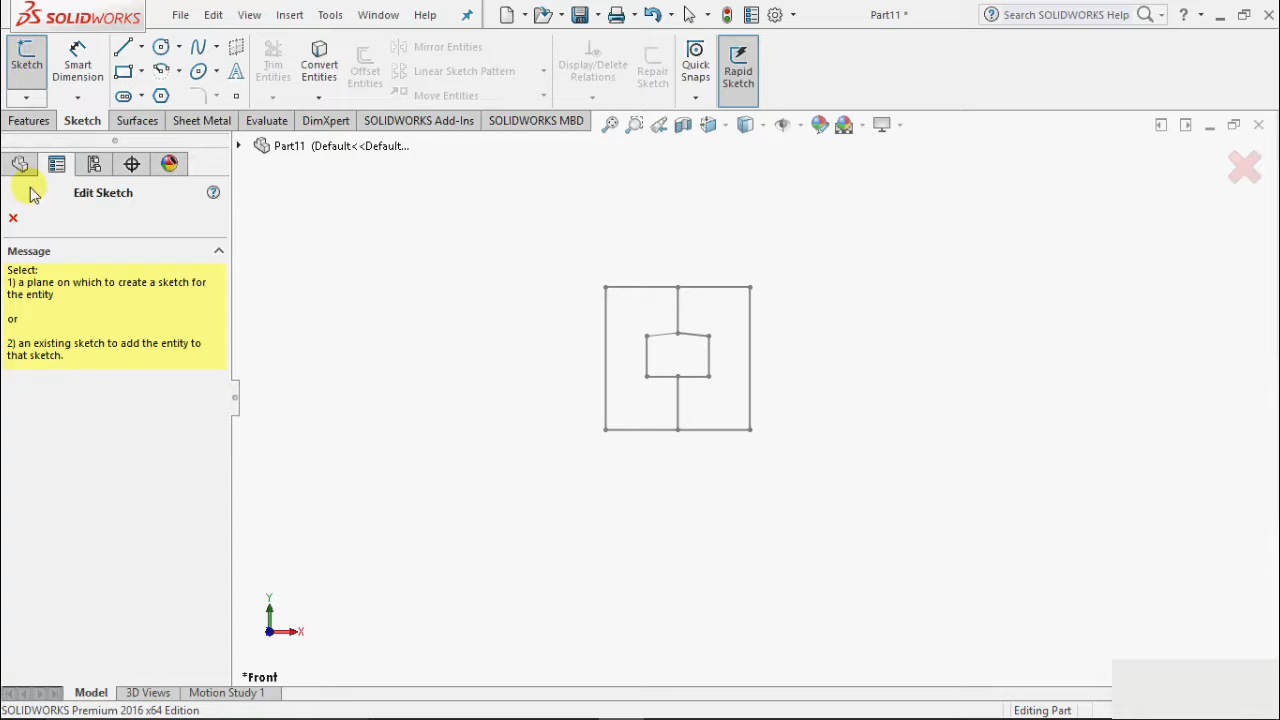 SOLIDWORKS
File Edit View Insert Tools Window Help
Part11 *
Search SOLIDWORKS Help
?
Sketch
Smart
Dimension
Trim
Entities
Convert
Entities
Offset
Entities
Mirror Entities
Linear Sketch Pattern
Move Entities
Display/Delete
Relations
Repair
Sketch
Quick
Snaps
Rapid
Sketch
Features Sketch Surfaces Sheet Metal Evaluate DimXpert SOLIDWORKS Add-Ins SOLIDWORKS MBD
Part11 (Default<<Default...
Edit Sketch
?
Message
Select:
1) a plane on which to create a sketch for
the entity
or
2) an existing sketch to add the entity to
that sketch.
Y
X
*Front
Model 3D Views Motion Study 1
SOLIDWORKS Premium 2016 x64 Edition
Editing Part